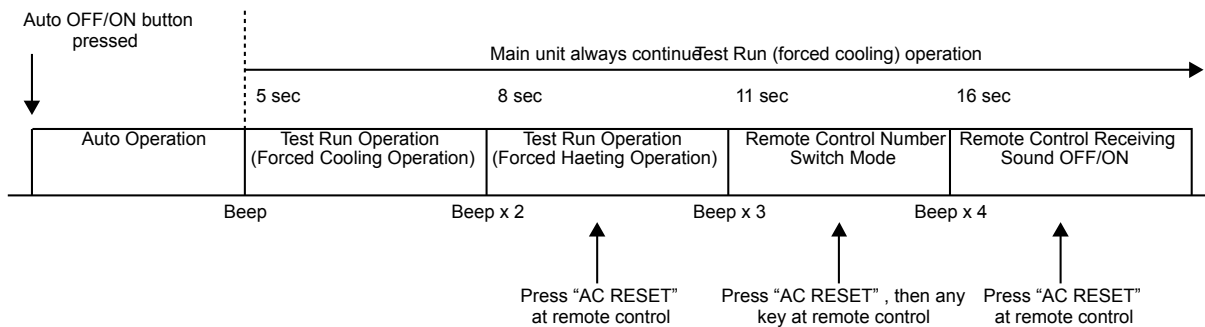 Auto OFF/ON button
pressed
Main unit always continue Test Run (forced cooling) operation
5 sec
8 sec
11 sec
16 sec
Auto Operation
Test Run Operation
(Forced Cooling Operation)
Test Run Operation
(Forced Haeting Operation)
Remote Control Number
Switch Mode
Remote Control Receiving
Sound OFF/ON
Beep
Beep x 2
Beep x 3
Beep x 4
Press “AC RESET”
at remote control
Press “AC RESET” , then any
key at remote control
Press “AC RESET”
at remote control